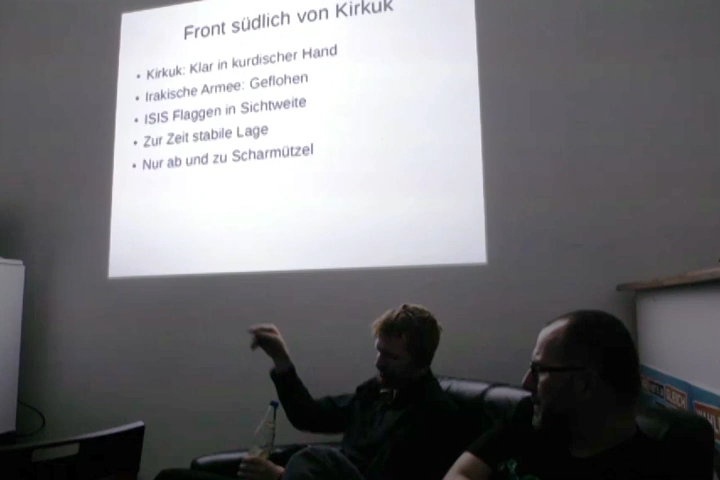 Front südlich von Kirkuk
• Kirkuk: Klar in kurdischer Hand
• Irakische Armee: Geflohen
• ISIS Flaggen in Sichtweite
• Zur Zeit stabile Lage
• Nur ab und zu Scharmützel